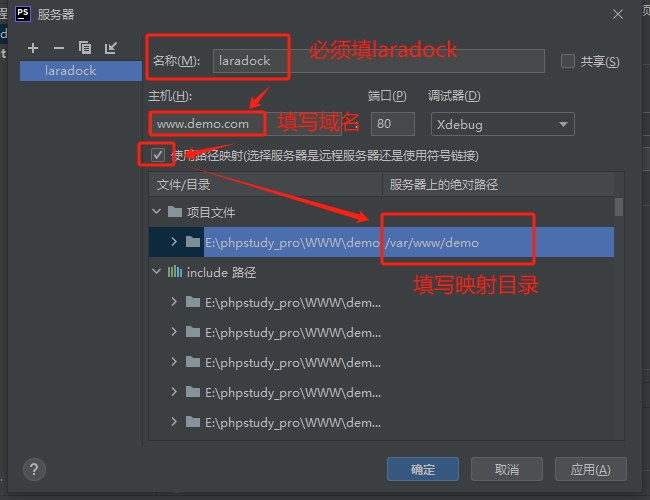 PS 服务器
laradock
名称(M): laradock 必须填laradock 共享(S)
主机(H): 端口(P) 调试器(D)
www.demo.com 填写域名 : 80 Xdebug
使用路径映射(选择服务器是远程服务器还是使用符号链接)
文件/目录 服务器上的绝对路径
项目文件
E:\phpstudy_pro\WWW\demo /var/www/demo
include 路径
填写映射目录
E:\phpstudy_pro\WWW\dem...
E:\phpstudy_pro\WWW\dem...
E:\phpstudy_pro\WWW\dem...
E:\phpstudy_pro\WWW\dem...
E:\phpstudy_pro\WWW\dem...
? 确定 取消 应用(A)